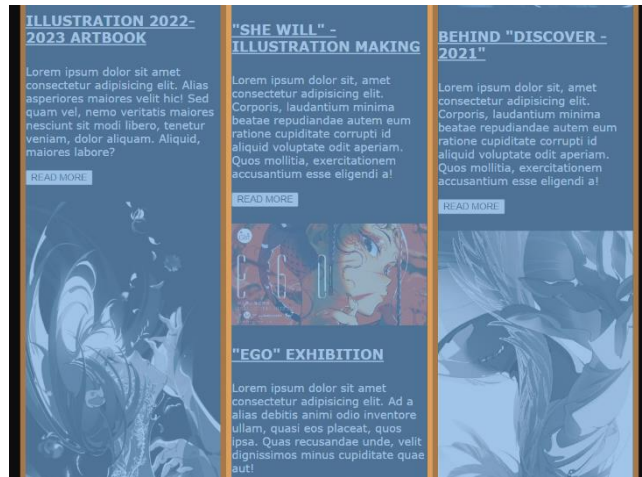 ILLUSTRATION 2022-
2023 ARTBOOK
Lorem ipsum dolor sit amet
consectetur adipisicing elit. Alias
asperiores maiores velit hic! Sed
quam vel, nemo veritatis maiores
nesciunt sit modi libero, tenetur
veniam, dolor aliquam. Aliquid,
maiores labore?
READ MORE
"SHE WILL" -
ILLUSTRATION MAKING
Lorem ipsum dolor sit, amet
consectetur adipisicing elit.
Corporis, laudantium minima
beatae repudiandae autem eum
ratione cupiditate corrupti id
aliquid voluptate odit aperiam.
Quos mollitia, exercitationem
accusantium esse eligendi a!
READ MORE
EGO
"EGO" EXHIBITION
Lorem ipsum dolor sit amet
consectetur adipisicing elit. Ad a
alias debitis animi odio inventore
ullam, quasi eos placeat, quos
ipsa. Quas recusandae unde, velit
dignissimos minus cupiditate quae
aut!
BEHIND "DISCOVER -
2021"
Lorem ipsum dolor sit, amet
consectetur adipisicing elit.
Corporis, laudantium minima
beatae repudiandae autem eum
ratione cupiditate corrupti id
aliquid voluptate odit aperiam.
Quos mollitia, exercitationem
accusantium esse eligendi a!
READ MORE